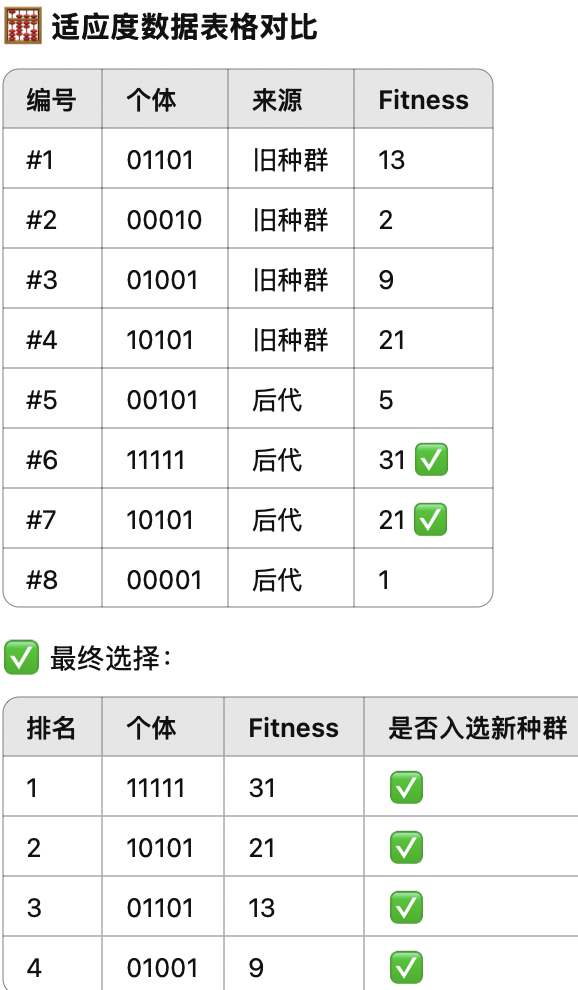 🧮 适应度数据表格对比
编号 个体 来源 Fitness
#1 01101 旧种群 13
#2 00010 旧种群 2
#3 01001 旧种群 9
#4 10101 旧种群 21
#5 00101 后代 5
#6 11111 后代 31 ✅
#7 10101 后代 21 ✅
#8 00001 后代 1
✅ 最终选择：
排名 个体 Fitness 是否入选新种群
1 11111 31 ✅
2 10101 21 ✅
3 01101 13 ✅
4 01001 9 ✅